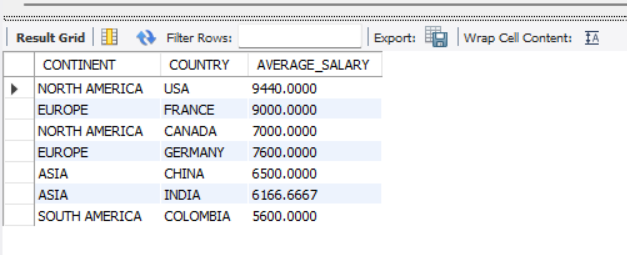 Result Grid Filter Rows: Export: Wrap Cell Content: IA
CONTINENT COUNTRY AVERAGE_SALARY
NORTH AMERICA USA 9440.0000
EUROPE FRANCE 9000.0000
NORTH AMERICA CANADA 7000.0000
EUROPE GERMANY 7600.0000
ASIA CHINA 6500.0000
ASIA INDIA 6166.6667
SOUTH AMERICA COLOMBIA 5600.0000